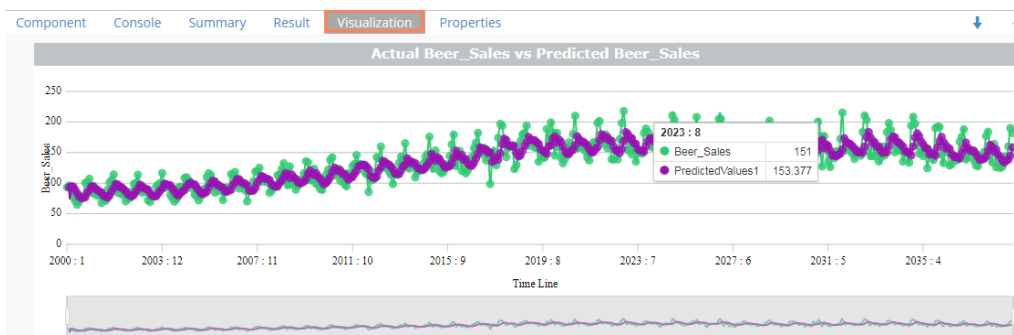 Component Console Summary Result Visualization Properties
Actual Beer_Sales vs Predicted Beer_Sales
250
200
150
100
50
0
Beer_Sales
2023 : 8
Beer_Sales 151
PredictedValues1 153.377
2000 : 1 2003 : 12 2007 : 11 2011 : 10 2015 : 9 2019 : 8 2023 : 7 2027 : 6 2031 : 5 2035 : 4
Time Line